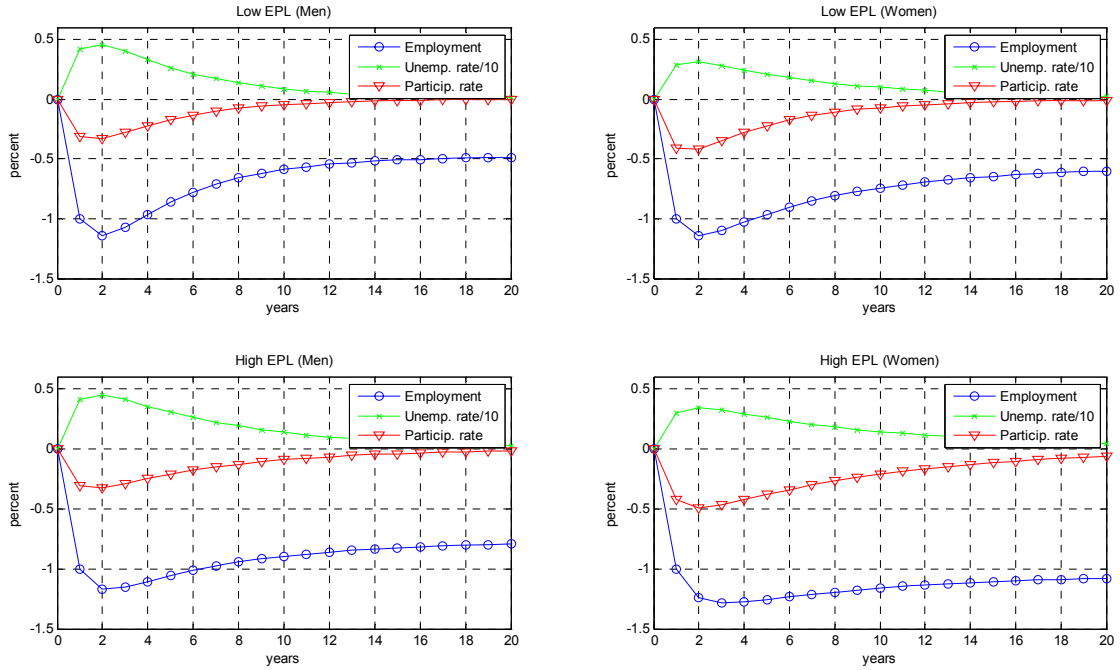 Low EPL (Men)
0.5
0
-0.5
-1
-1.5
percent
Employment
Unemp. rate/10
Particip. rate
0 2 4 6 8 10 12 14 16 18 20
years
Low EPL (Women)
0.5
0
-0.5
-1
-1.5
percent
Employment
Unemp. rate/10
Particip. rate
0 2 4 6 8 10 12 14 16 18 20
years
High EPL (Men)
0.5
0
-0.5
-1
-1.5
percent
Employment
Unemp. rate/10
Particip. rate
0 2 4 6 8 10 12 14 16 18 20
years
High EPL (Women)
0.5
0
-0.5
-1
-1.5
percent
Employment
Unemp. rate/10
Particip. rate
0 2 4 6 8 10 12 14 16 18 20
years